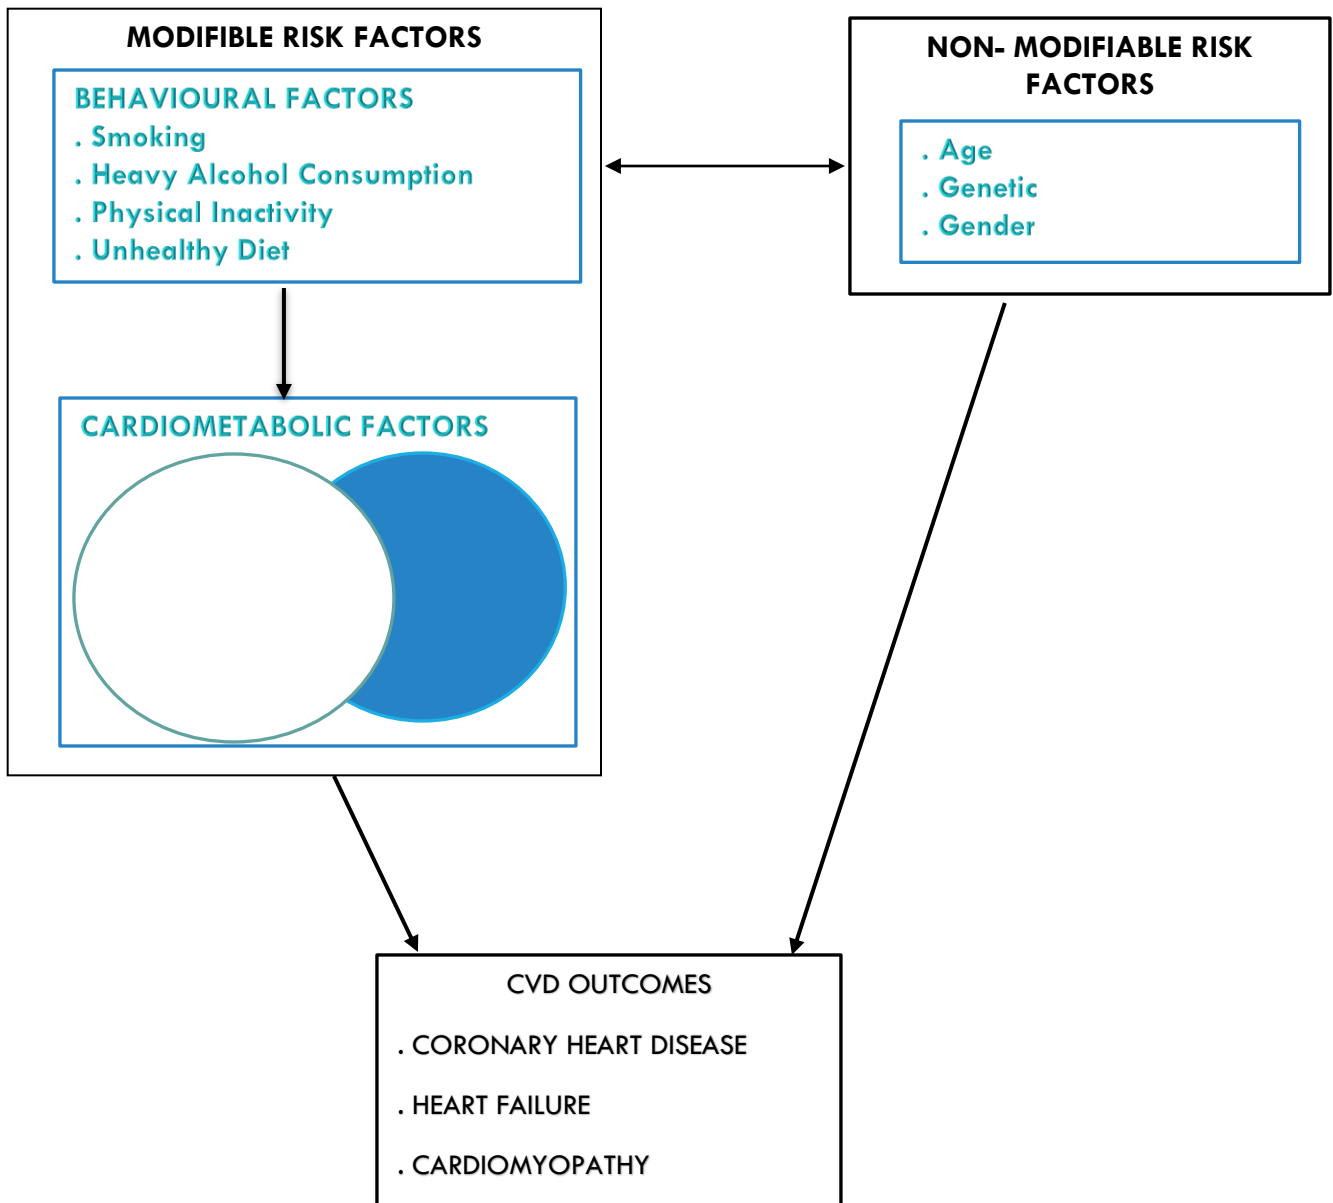 MODIFIBLE RISK FACTORS
BEHAVIOURAL FACTORS
. Smoking
. Heavy Alcohol Consumption
. Physical Inactivity
. Unhealthy Diet
CARDIOMETABOLIC FACTORS
NON- MODIFIABLE RISK
FACTORS
. Age
. Genetic
. Gender
CVD OUTCOMES
. CORONARY HEART DISEASE
. HEART FAILURE
. CARDIOMYOPATHY